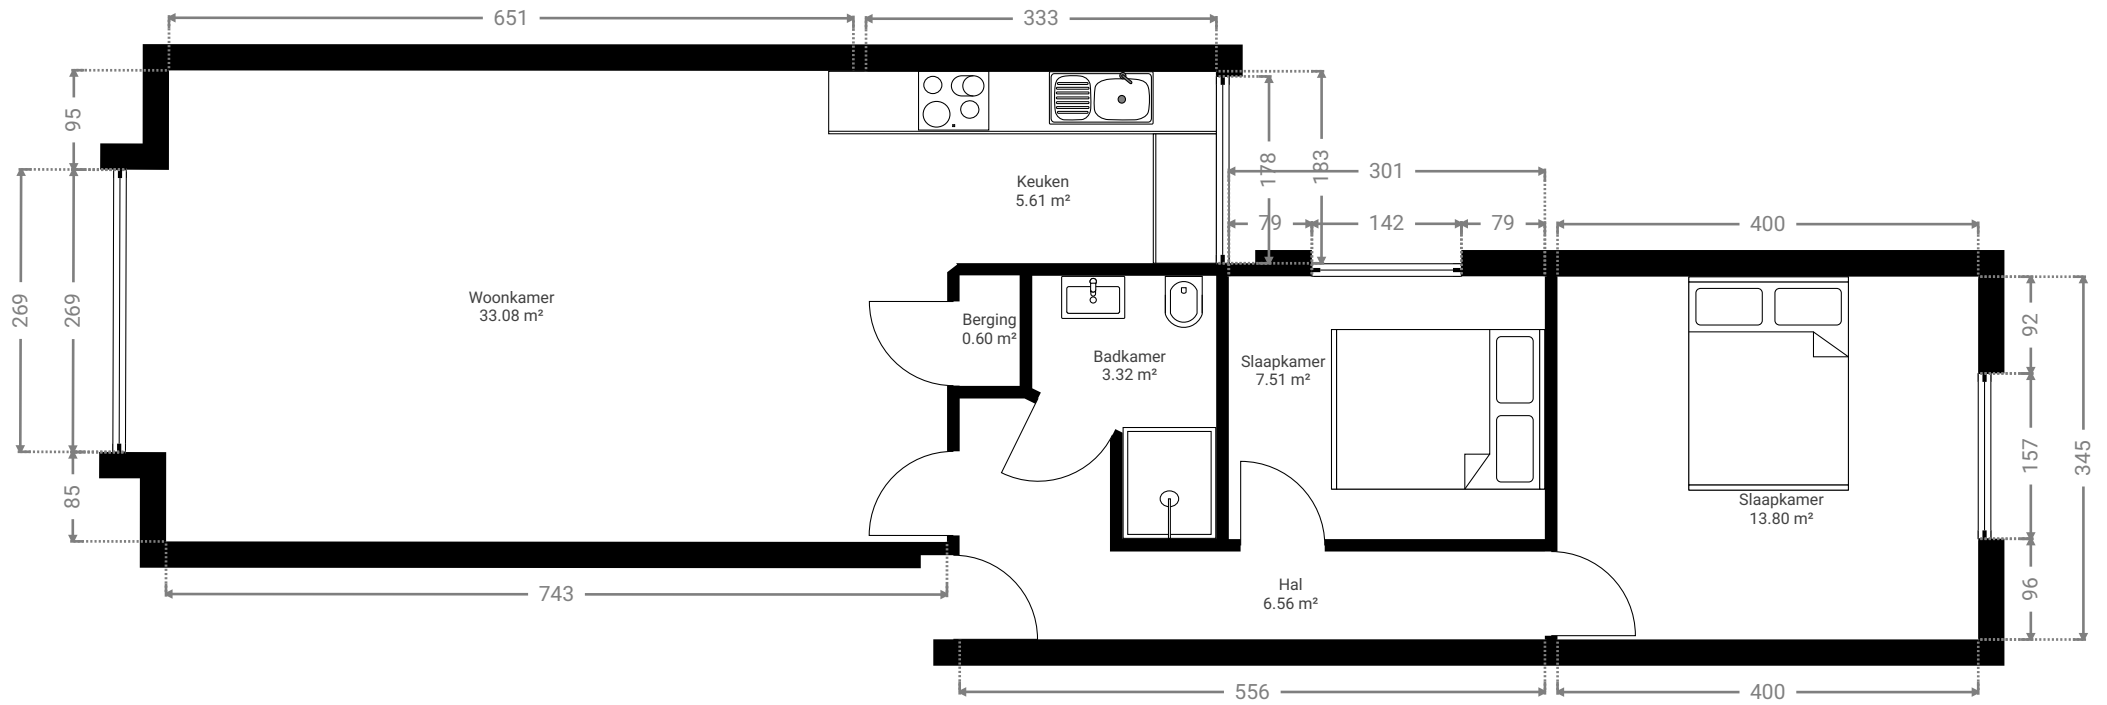 651
333
95
178
183
301
Keuken
5.61 m²
79
142
79
400
269
269
Woonkamer
33.08 m²
Berging
0.60 m²
92
Badkamer
3.32 m²
Slaapkamer
7.51 m²
157
345
85
Slaapkamer
13.80 m²
743
Hal
6.56 m²
96
556
400